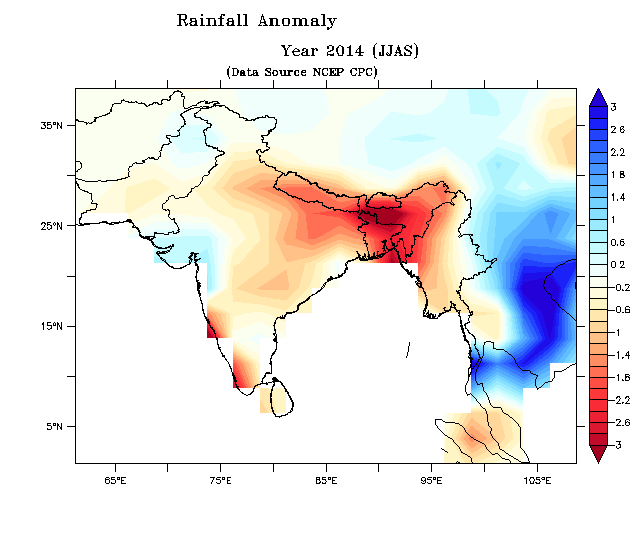 Rainfall Anomaly
Year 2014 (JJAS)
(Data Source NCEP CPC)
35°N
25°N
15°N
5°N
65°E
75°E
85°E
95°E
105°E
3
2.6
2.2
1.8
1.4
1
0.6
0.2
-0.2
-0.6
-1
-1.4
-1.8
-2.2
-2.6
-3